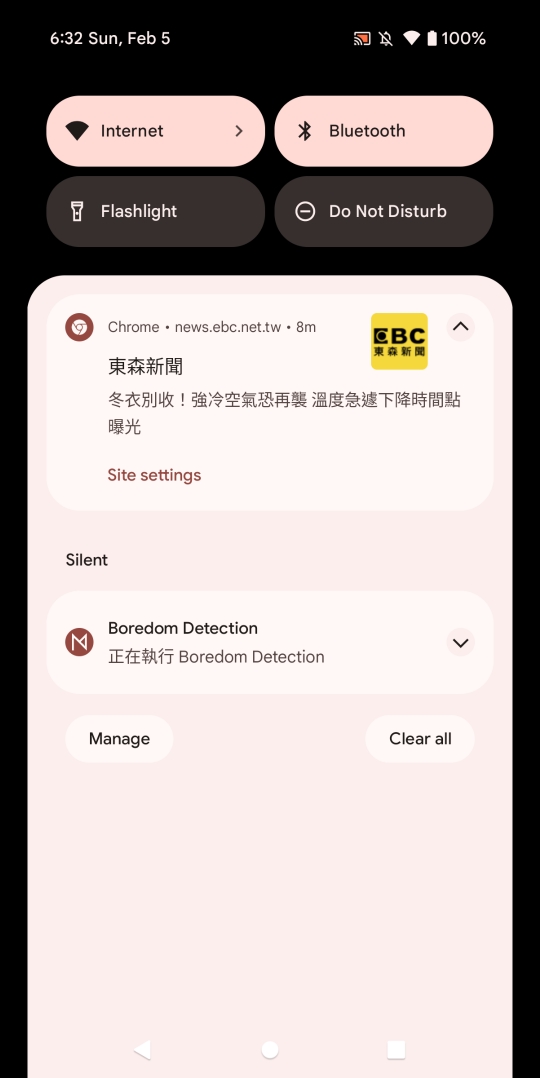 6:32 Sun, Feb 5
100%
Internet
Bluetooth
Flashlight
Do Not Disturb
Chrome • news.ebc.net.tw • 8m
EBC
東森新聞
東森新聞
冬衣別收！強冷空氣恐再襲 溫度急遽下降時間點
曝光
Site settings
Silent
Boredom Detection
正在執行 Boredom Detection
Manage
Clear all